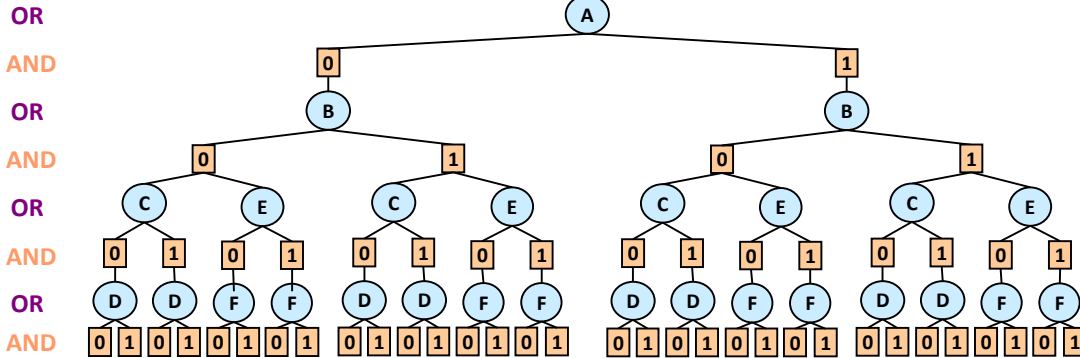 OR A
AND 0 1
OR B B
AND 0 1 0 1
OR C E C E C E C E
AND 0 1 0 1 0 1 0 1 0 1 0 1 0 1 0 1
OR D D F F D D F F D D F F D D F F
AND 0 1 0 1 0 1 0 1 0 1 0 1 0 1 0 1 0 1 0 1 0 1 0 1 0 1 0 1 0 1 0 1